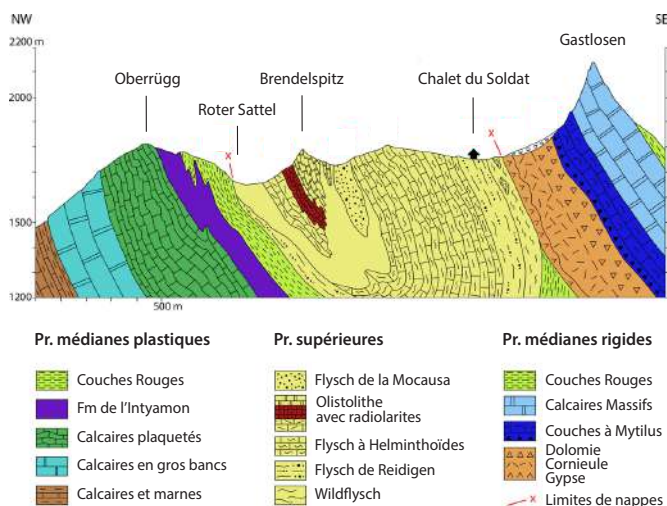 NW
SE
2200 m
2000
1500
1200
500 m
Oberrügg
Roter Sattel
Brendelspitz
Chalet du Soldat
Gastlosen
x
x
Pr. médianes plastiques
Couches Rouges
Fm de l'Intyamon
Calcaires plaquetés
Calcaires en gros bancs
Calcaires et marnes
Pr. supérieures
Flysch de la Mocausa
Olistolithe
avec radiolarites
Flysch à Helminthoïdes
Flysch de Reidigen
Wildflysch
Pr. médianes rigides
Couches Rouges
Calcaires Massifs
Couches à Mytilus
Dolomie
Cornieule
Gypse
x Limites de nappes